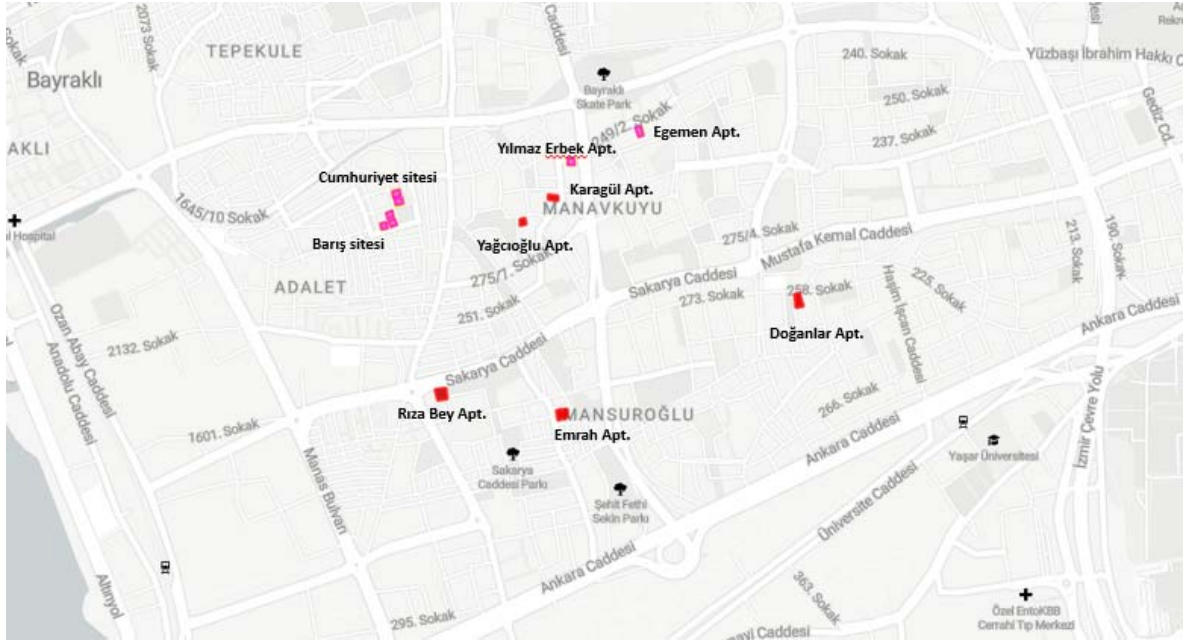 Caddesi
2073 Sokak
TEPEKULE
Bayraklı
240. Sokak
Yüzbaşı İbrahim Hakkı C
Rekre
Bayraklı
Skate Park
250. Sokak
Gediz Cd.
249/2. Sokak
Egemen Apt.
237. Sokak
AKLI
Yılmaz Erbek Apt.
Cumhuriyet sitesi
Karagül Apt.
1645/10 Sokak
MANAVKUYU
Hospital
Barış sitesi
Yağcıoğlu Apt.
275/4. Sokak
Mustafa Kemal Caddesi
213. Sokak
190. Sokak
275/7. Sokak
ADALET
Sakarya Caddesi
273. Sokak
258. Sokak
Haşim İşcan Caddesi
225. Sokak
251. Sokak
Ozan Abay Caddesi
Anadolu Caddesi
2132. Sokak
Doğanlar Apt.
Ankara Caddesi
Sakarya Caddesi
Rıza Bey Apt.
MANSUROĞLU
Emrah Apt.
266. Sokak
1601. Sokak
Manas Bulvarı
Sakarya
Caddesi Parkı
Ankara Caddesi
Yaşar Üniversitesi
İzmir Çevre Yolu
Şehit Fethi
Sekin Parkı
Üniversite Caddesi
Ankara Caddesi
Altınyol
363. Sokak
295. Sokak
Özel EntoKBB
Cerrahi Tıp Merkezi
nayi Caddesi